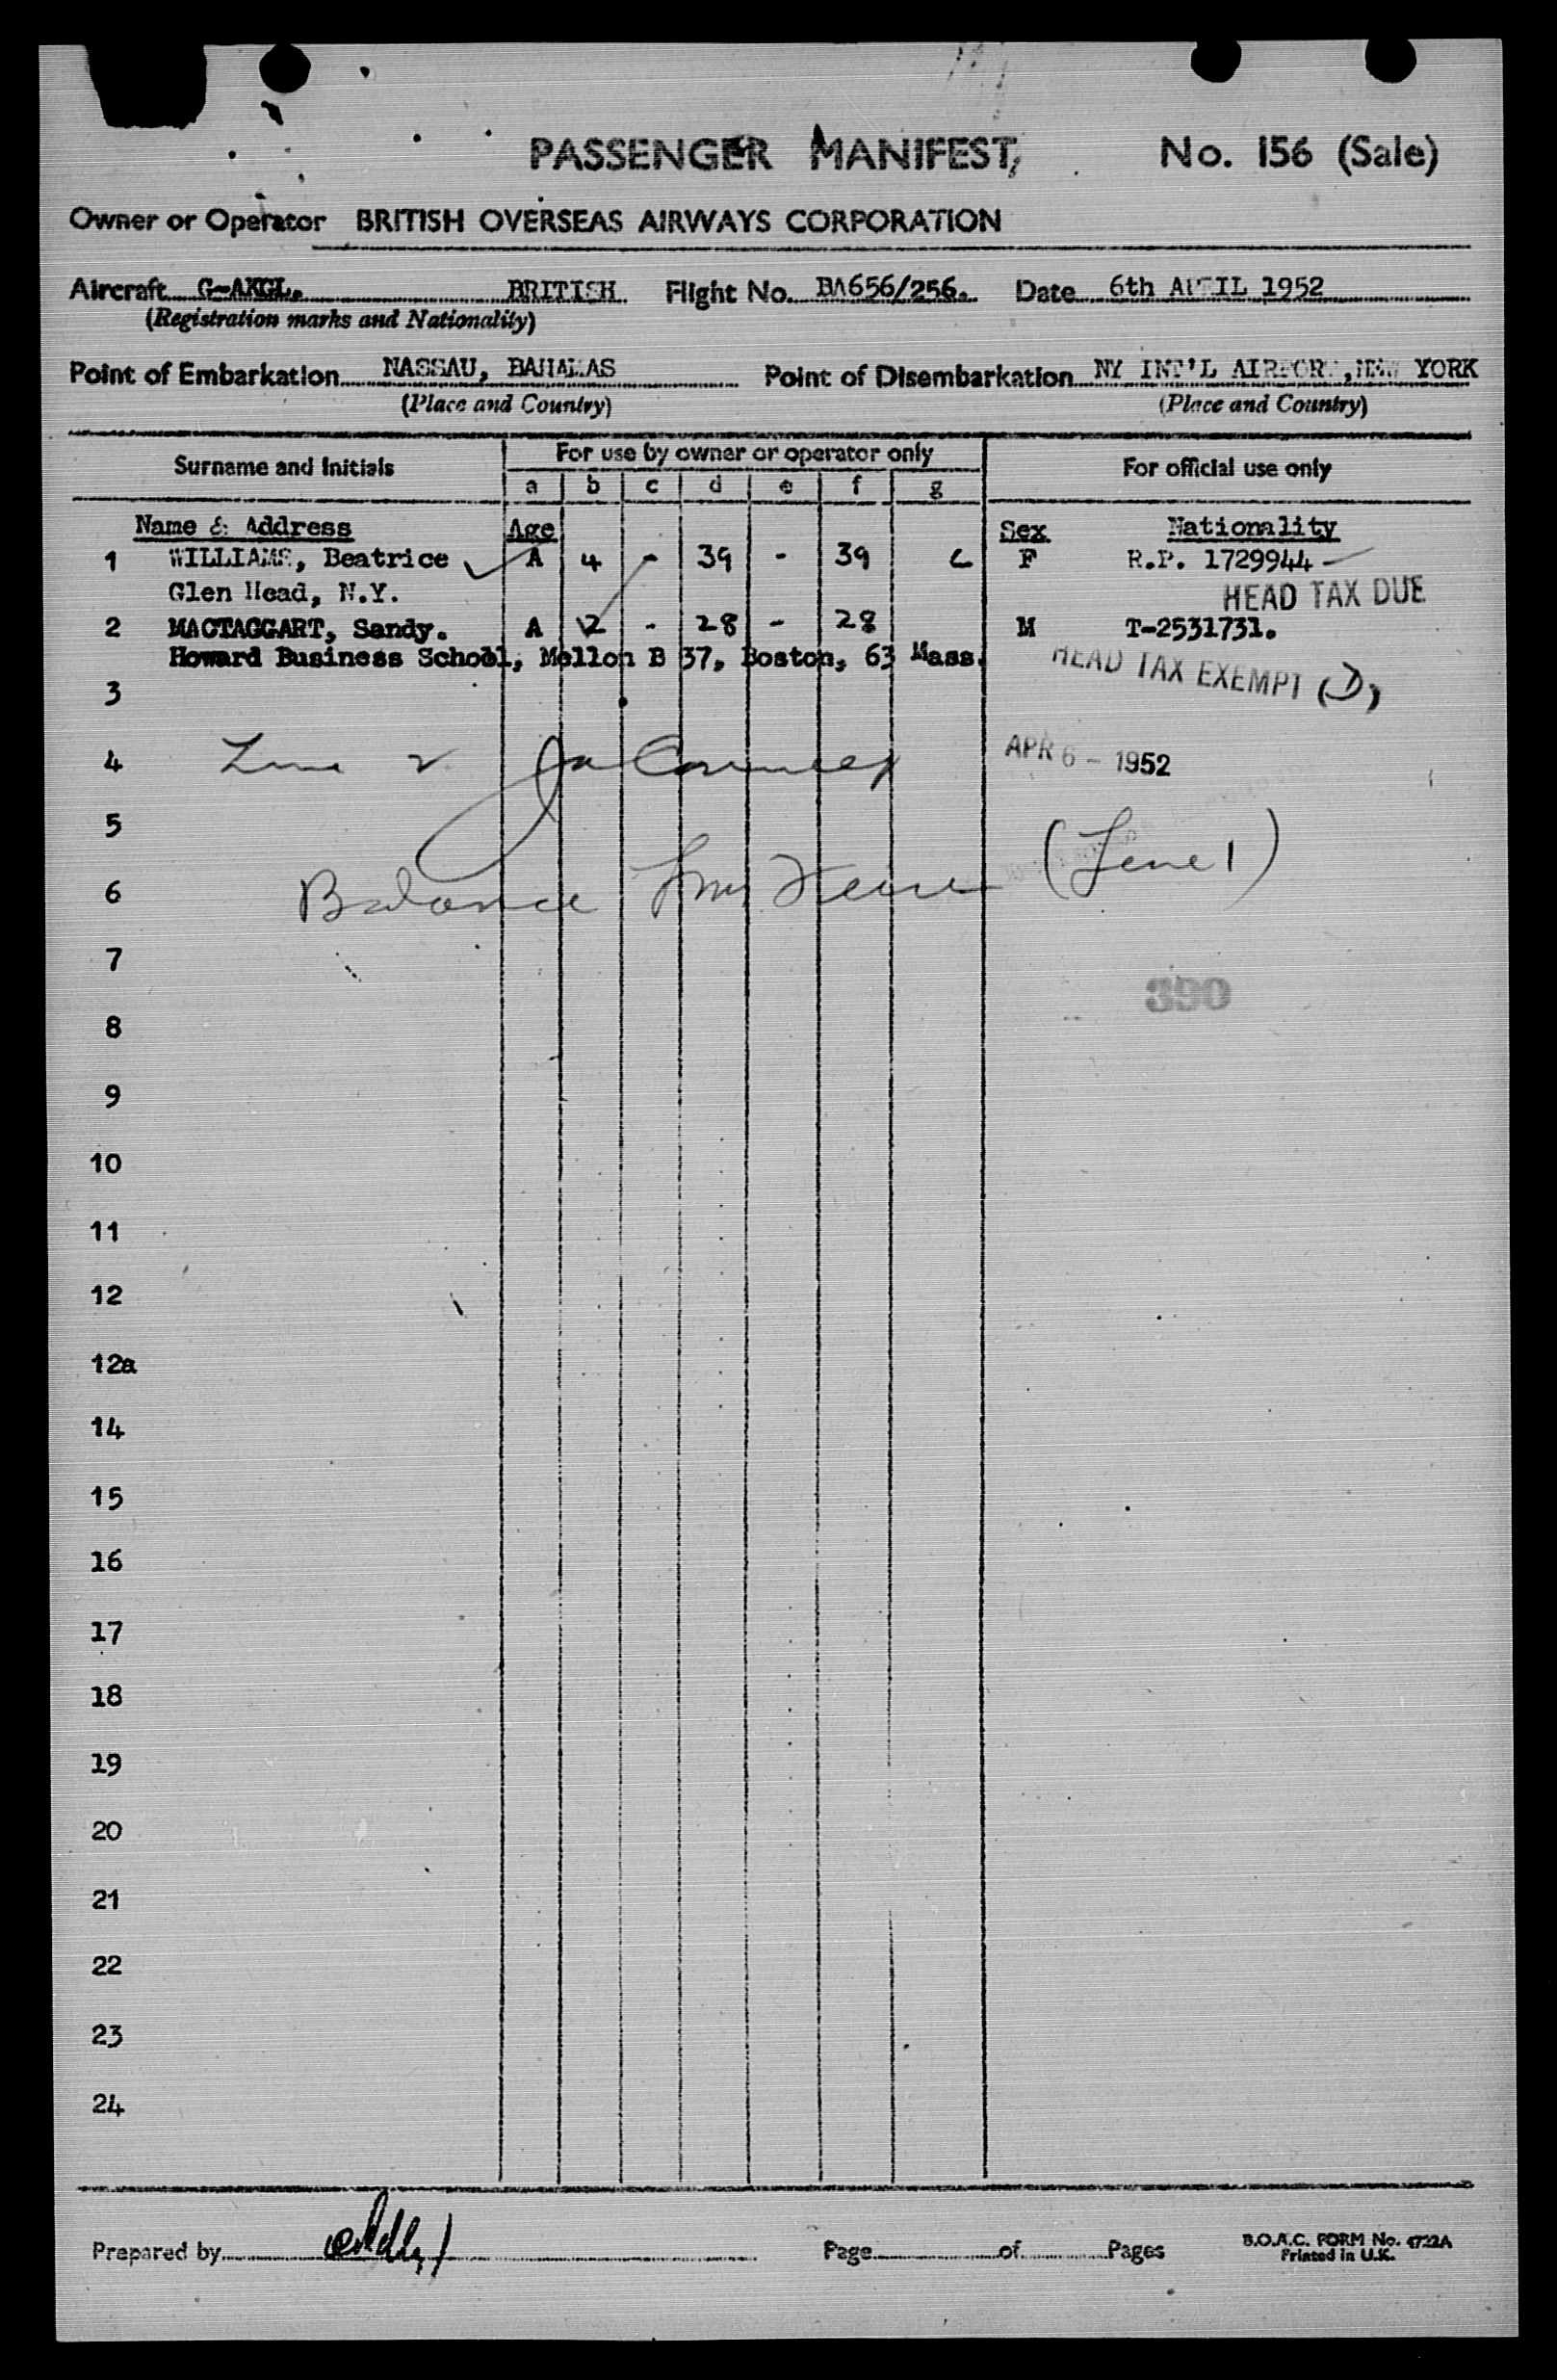 PASSENGER MANIFEST, No. 156 (Sale)
Owner or Operator BRITISH OVERSEAS AIRWAYS CORPORATION
Aircraft G-AKGL. BRITISH Flight No. BA656/256. Date 6th APRIL 1952
(Registration marks and Nationality)
Point of Embarkation NASSAU, BAHAMAS Point of Disembarkation NY INT'L AIRPORT, NEW YORK
(Place and Country) (Place and Country)
Surname and Initials For use by owner or operator only For official use only
a b c d e f g
Name & Address Age Sex Nationality
1 WILLIAMS, Beatrice A 4 - 39 - 39 C F R.P. 1729944
Glen Head, N.Y. HEAD TAX DUE
2 MACTAGGART, Sandy. A 2 - 28 - 28 M T-2531731.
Howard Business School, Mellon B 37, Boston, 63 Mass.
HEAD TAX EXEMPT (D)
3
4 Line 2 APR 6 - 1952
5
6 Balance (Line 1)
7
390
8
9
10
11
12
12a
14
15
16
17
18
19
20
21
22
23
24
Prepared by Page of Pages B.O.A.C. FORM No. 4722A
Printed in U.K.